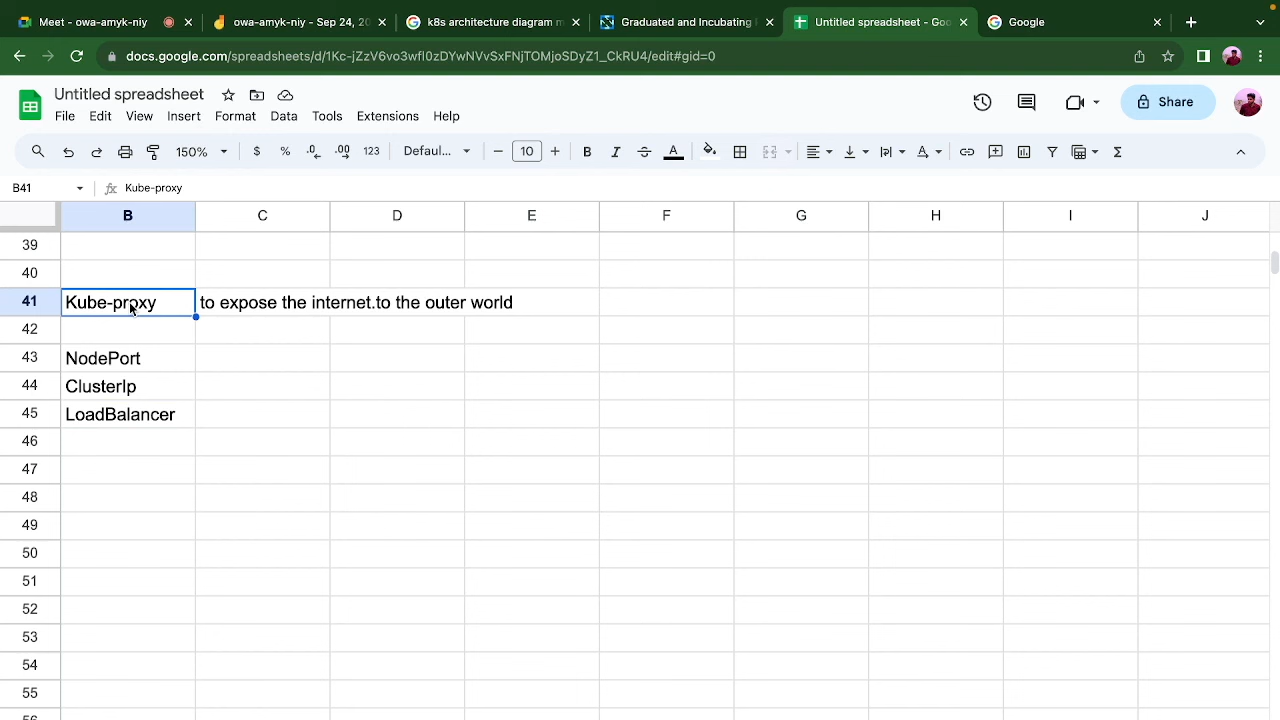 Meet - owa-amyk-niy
owa-amyk-niy - Sep 24, 20
k8s architecture diagram m
Graduated and Incubating
Untitled spreadsheet - Goo
Google
docs.google.com/spreadsheets/d/1Kc-jZzV6vo3wfl0zDYwNVvSxFNjTOMjoSDyZ1_CkRU4/edit#gid=0
Untitled spreadsheet
File Edit View Insert Format Data Tools Extensions Help
Share
150% $ % .0 .00 123 Defaul... 10 B I A
B41 fx Kube-proxy
B C D E F G H I J
39
40
41 Kube-proxy to expose the internet.to the outer world
42
43 NodePort
44 ClusterIp
45 LoadBalancer
46
47
48
49
50
51
52
53
54
55
56